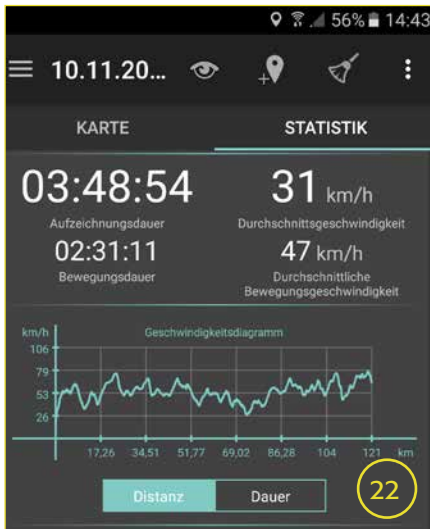 56% 14:43
10.11.20...
KARTE STATISTIK
03:48:54 31 km/h
Aufzeichnungsdauer Durchschnittsgeschwindigkeit
02:31:11 47 km/h
Bewegungsdauer Durchschnittliche
Bewegungsgeschwindigkeit
km/h Geschwindigkeitsdiagramm
106
79
53
26
17,26 34,51 51,77 69,02 86,28 104 121 km
Distanz Dauer
22